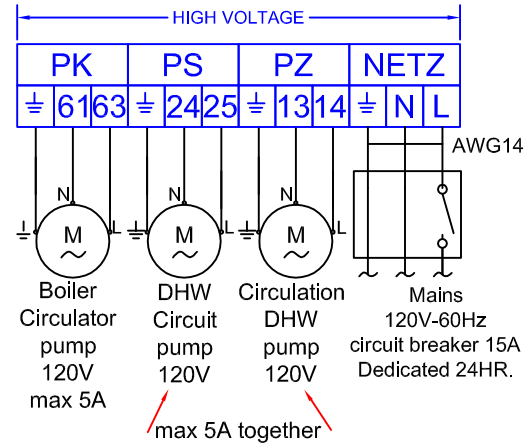 HIGH VOLTAGE
PK PS PZ NETZ
61 63 24 25 13 14 N L
AWG14
N N N
L L L
M M M
Boiler
Circulator
pump
120V
max 5A
DHW
Circuit
pump
120V
Circulation
DHW
pump
120V
max 5A together
Mains
120V-60Hz
circuit breaker 15A
Dedicated 24HR.